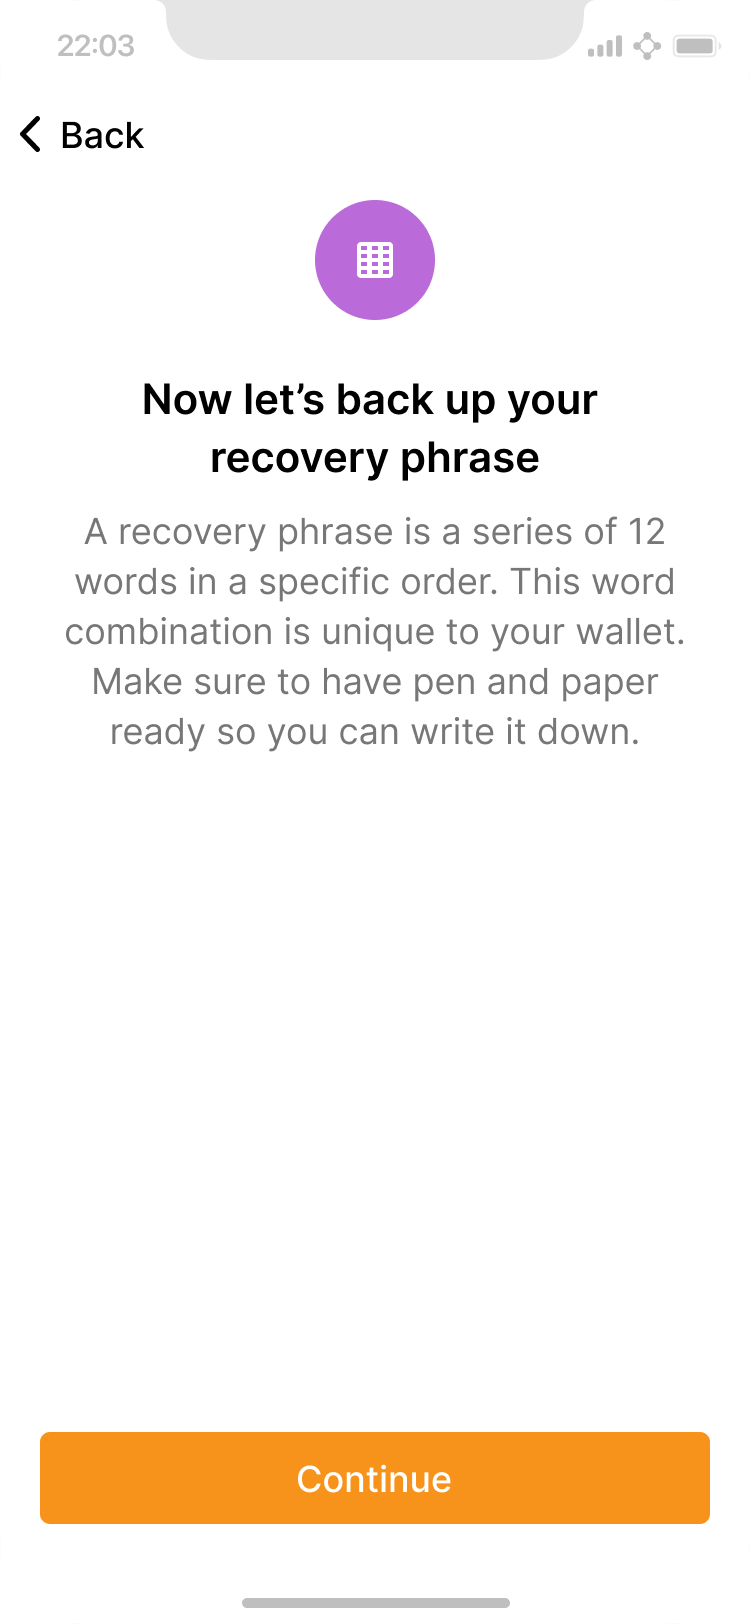 22:03
Back
Now let’s back up your
recovery phrase
A recovery phrase is a series of 12
words in a specific order. This word
combination is unique to your wallet.
Make sure to have pen and paper
ready so you can write it down.
Continue